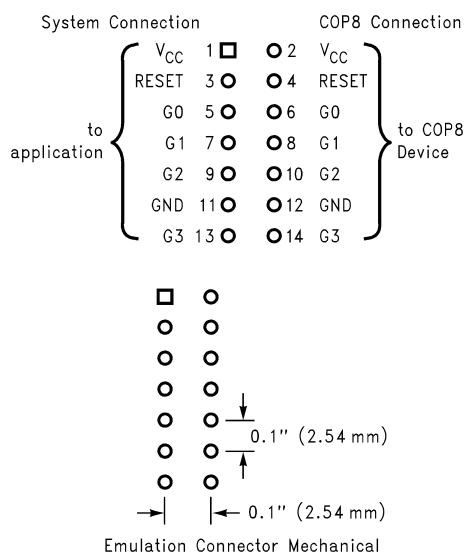 System Connection COP8 Connection
VCC 1 2 VCC
RESET 3 4 RESET
G0 5 6 G0
to application
G1 7 8 G1
to COP8 Device
G2 9 10 G2
GND 11 12 GND
G3 13 14 G3
0.1" (2.54 mm)
0.1" (2.54 mm)
Emulation Connector Mechanical